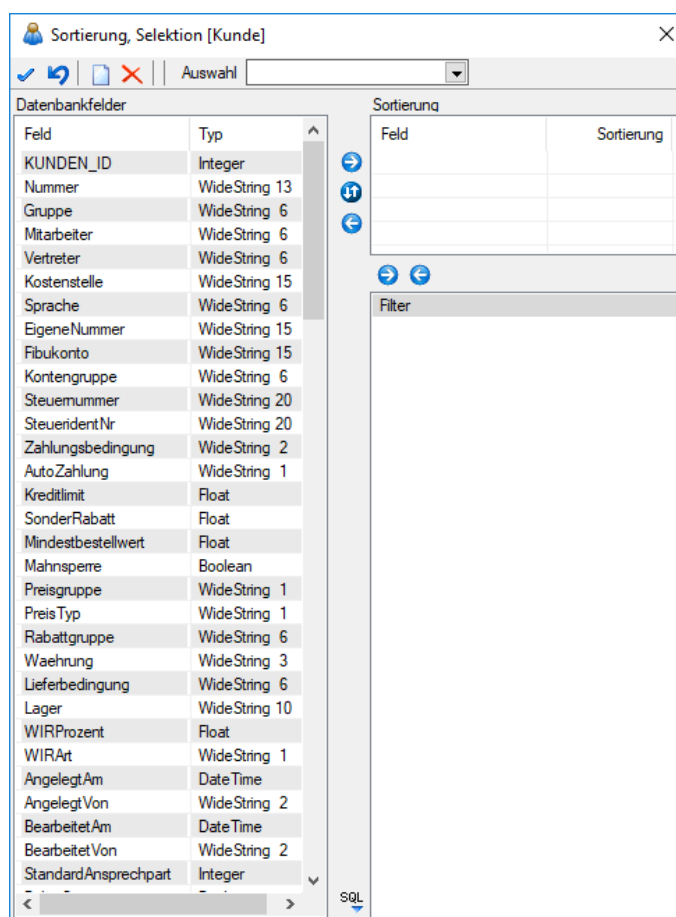 Sortierung, Selektion [Kunde]
Auswahl
Datenbankfelder
Feld Typ
KUNDEN_ID Integer
Nummer WideString 13
Gruppe WideString 6
Mitarbeiter WideString 6
Vertreter WideString 6
Kostenstelle WideString 15
Sprache WideString 6
EigeneNummer WideString 15
Fibukonto WideString 15
Kontengruppe WideString 6
Steuernummer WideString 20
SteueridentNr WideString 20
Zahlungsbedingung WideString 2
AutoZahlung WideString 1
Kreditlimit Float
SonderRabatt Float
Mindestbestellwert Float
Mahnsperre Boolean
Preisgruppe WideString 1
PreisTyp WideString 1
Rabattgruppe WideString 6
Waehrung WideString 3
Lieferbedingung WideString 6
Lager WideString 10
WIRProzent Float
WIRArt WideString 1
AngelegtAm DateTime
AngelegtVon WideString 2
BearbeitetAm DateTime
BearbeitetVon WideString 2
StandardAnsprechpart Integer
SQL
Sortierung
Feld Sortierung
Filter